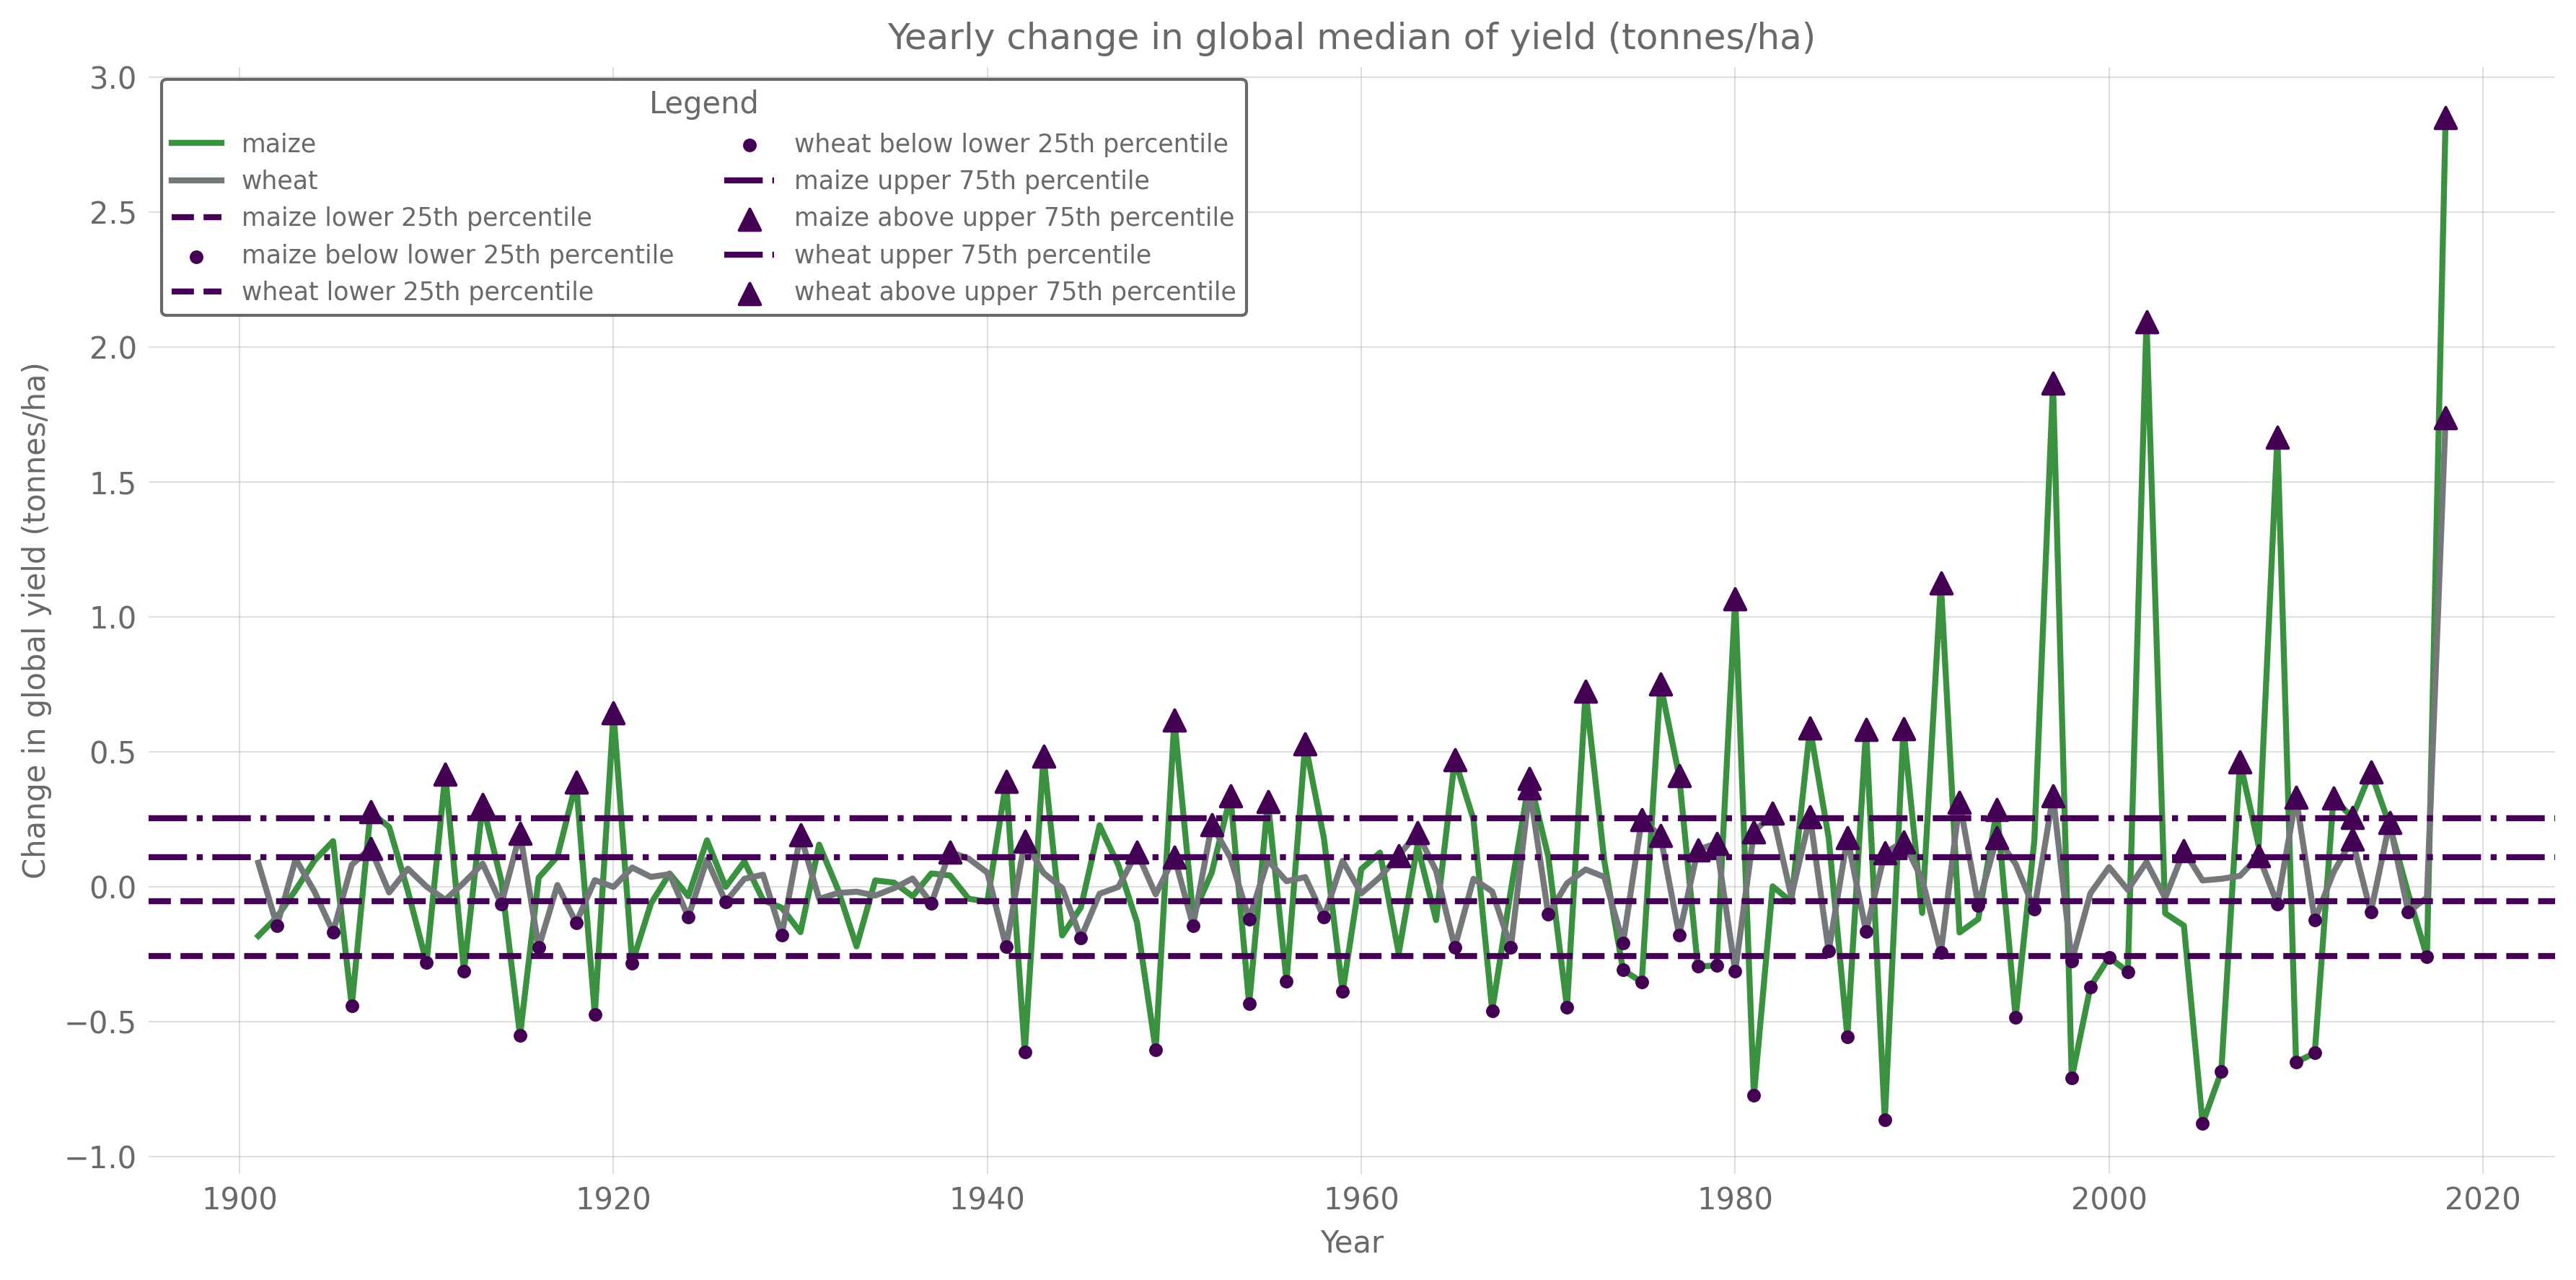 Yearly change in global median of yield (tonnes/ha)
Legend
maize
wheat
maize lower 25th percentile
maize below lower 25th percentile
wheat lower 25th percentile
wheat below lower 25th percentile
maize upper 75th percentile
maize above upper 75th percentile
wheat upper 75th percentile
wheat above upper 75th percentile
Change in global yield (tonnes/ha)
3.0
2.5
2.0
1.5
1.0
0.5
0.0
−0.5
−1.0
1900 1920 1940 1960 1980 2000 2020
Year